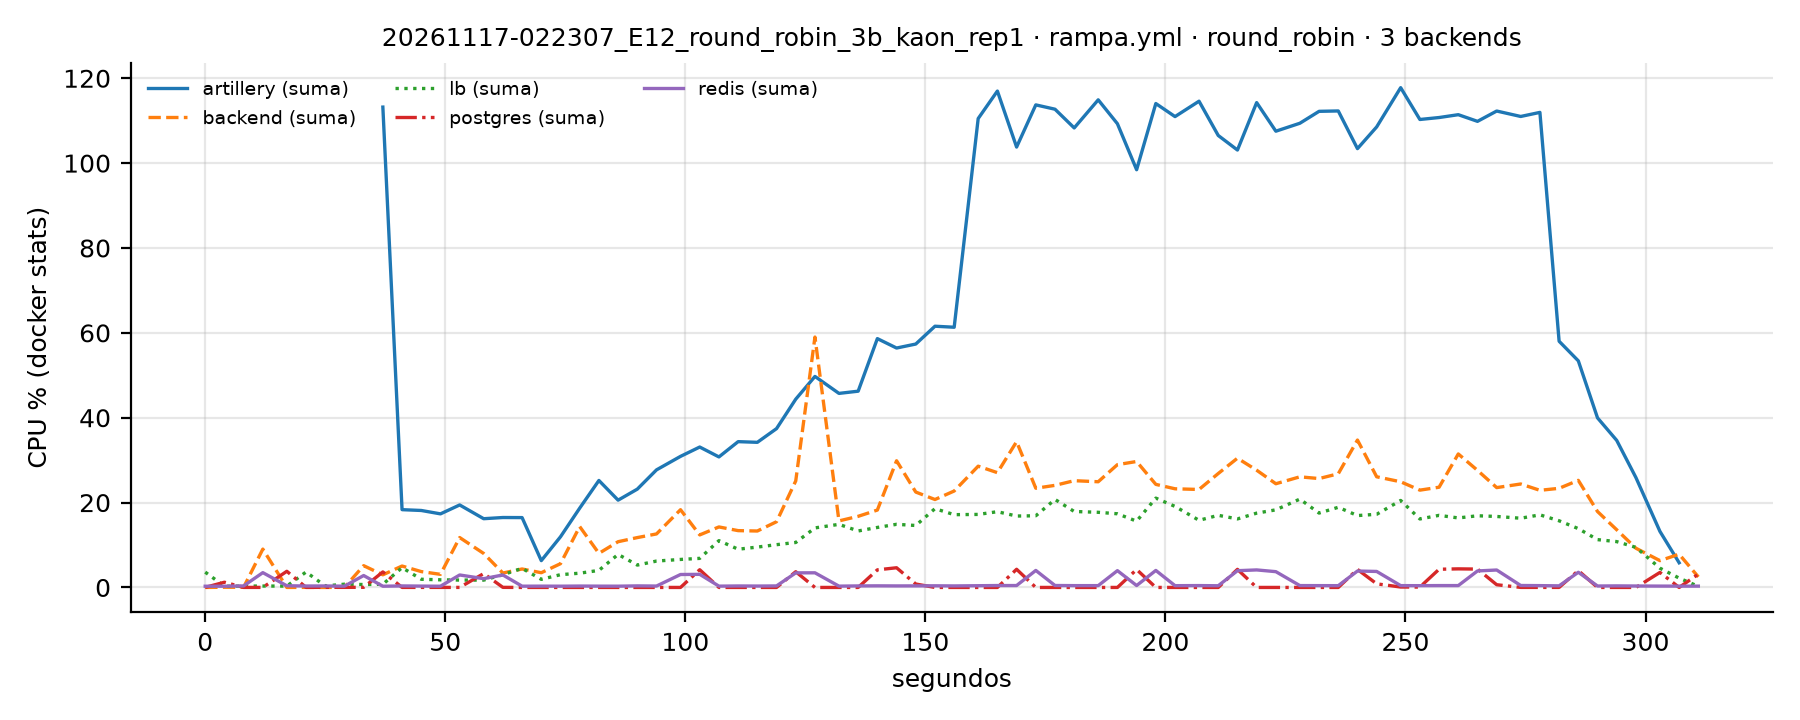 20261117-022307_E12_round_robin_3b_kaon_rep1 · rampa.yml · round_robin · 3 backends
artillery (suma)
backend (suma)
lb (suma)
postgres (suma)
redis (suma)
CPU % (docker stats)
120
100
80
60
40
20
0
0 50 100 150 200 250 300
segundos